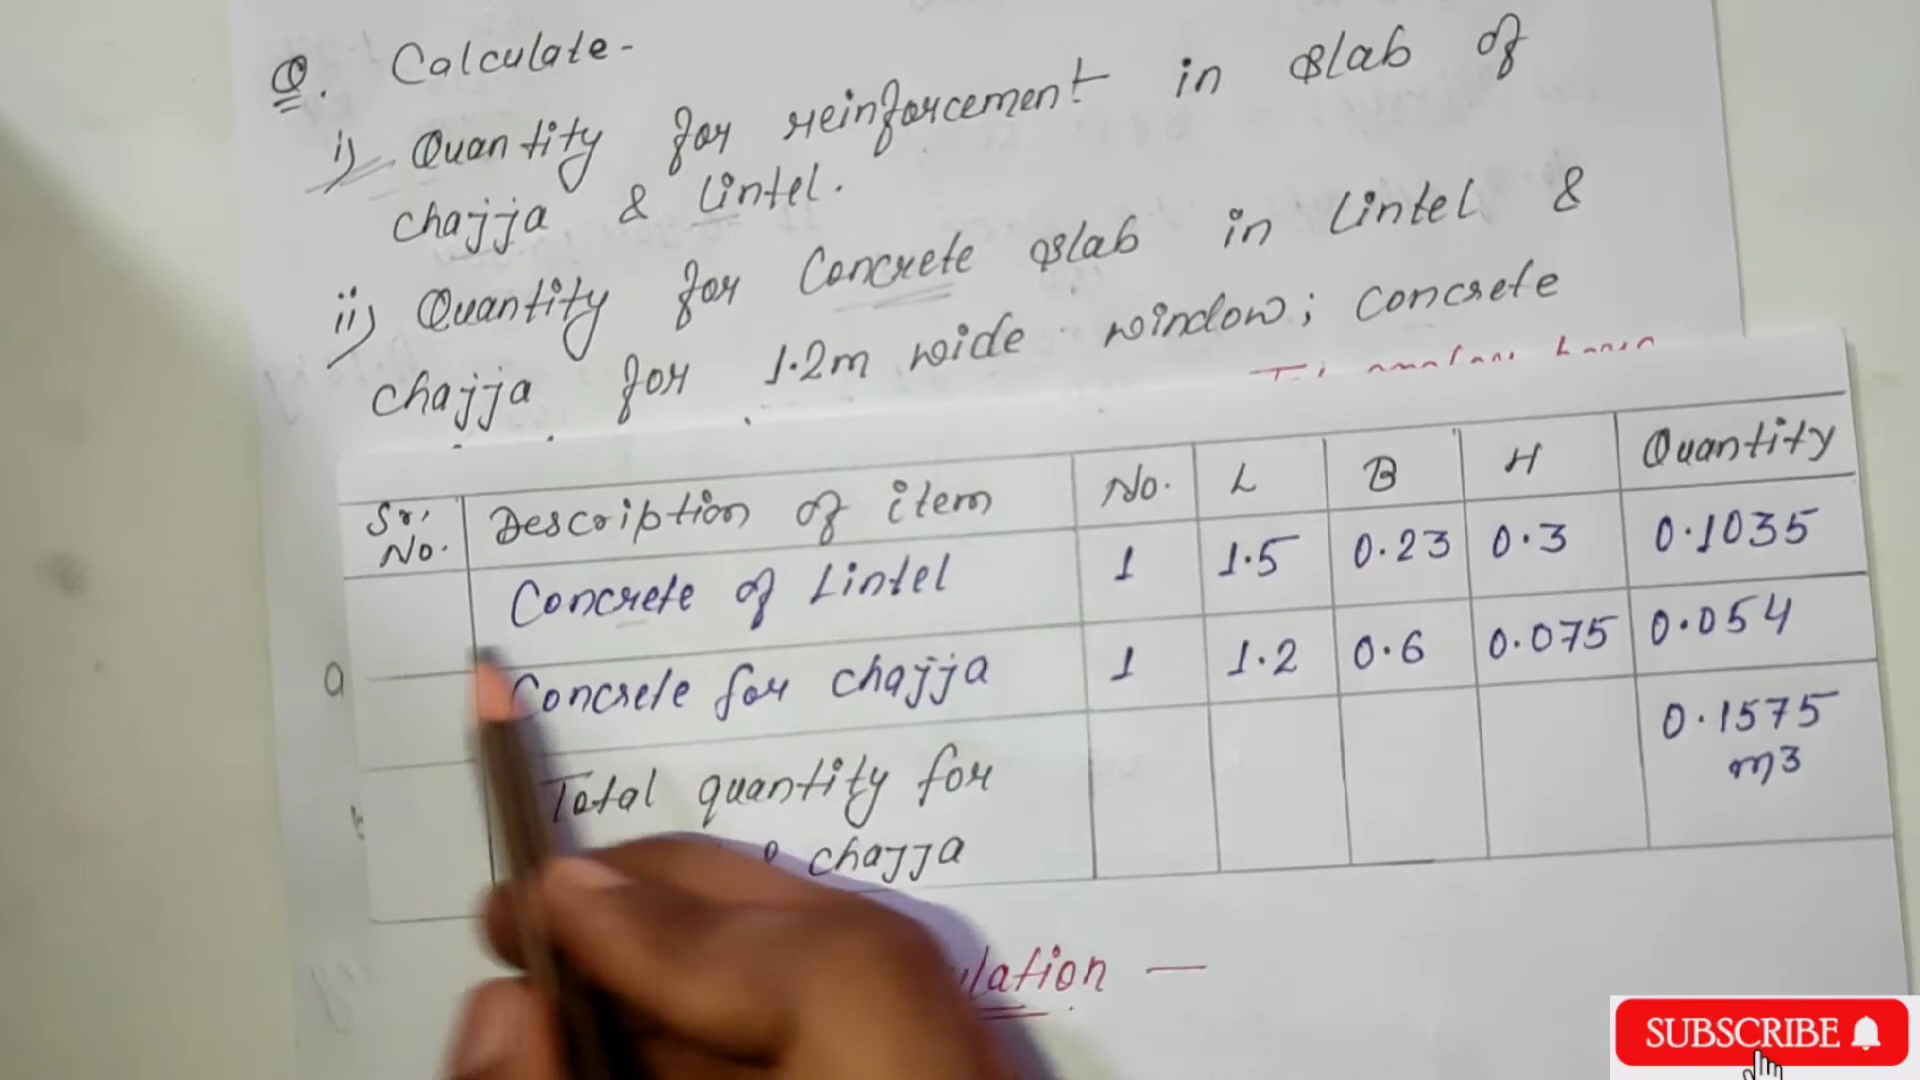 Q. Calculate-
i) Quantity for reinforcement in slab of
chajja & Lintel.
ii) Quantity for Concrete slab in Lintel &
chajja for 1.2m wide window; Concrete
Sr. No. Description of item No. L B H Quantity
Concrete of Lintel 1 1.5 0.23 0.3 0.1035
Concrete for chajja 1 1.2 0.6 0.075 0.054
Total quantity for 0.1575
chajja m3
ulation —
SUBSCRIBE